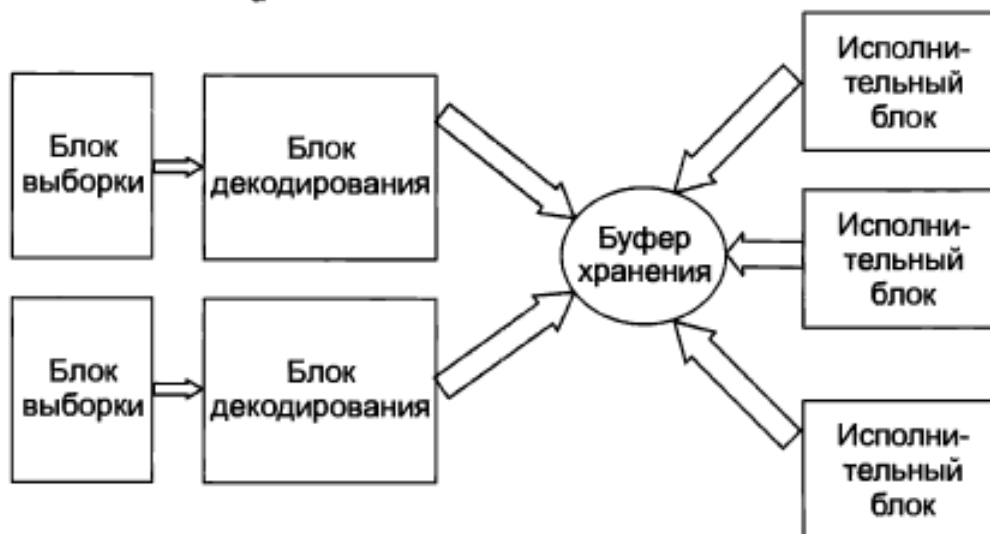 Блок
выборки
Блок
декодирования
Блок
выборки
Блок
декодирования
Буфер
хранения
Исполни-
тельный
блок
Исполни-
тельный
блок
Исполни-
тельный
блок